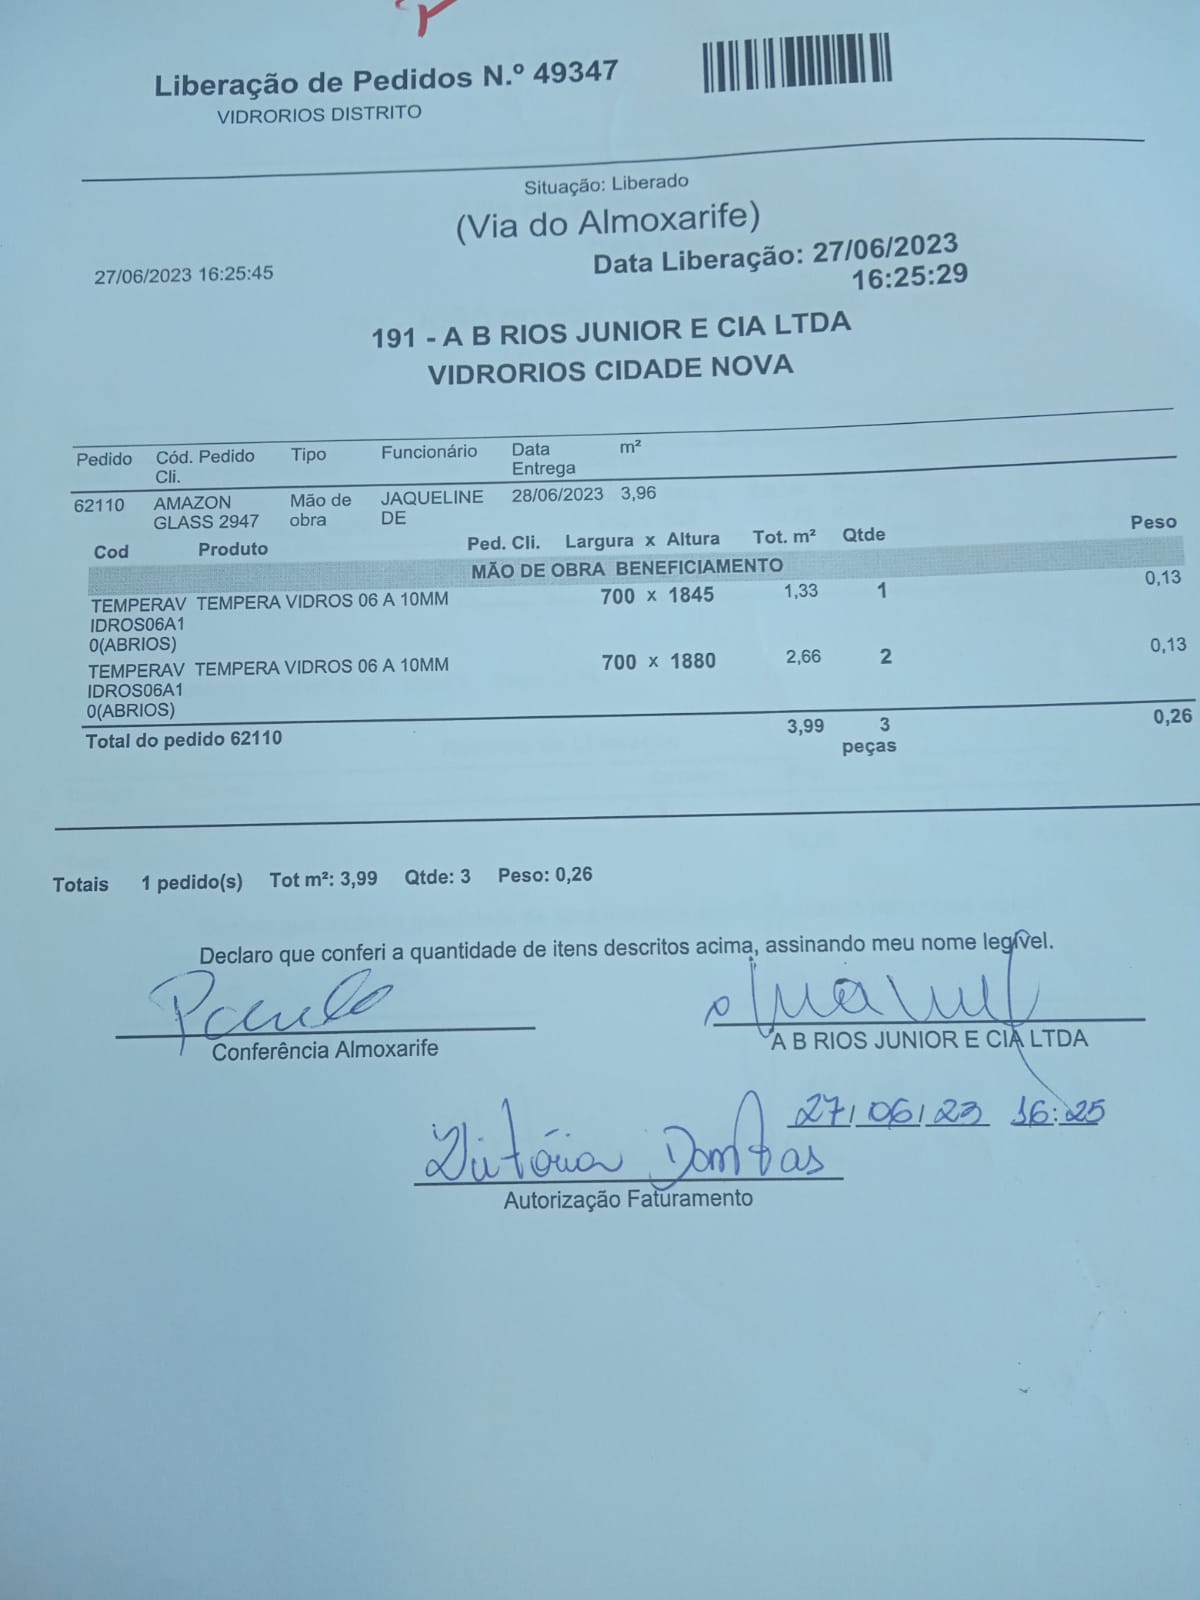 Liberação de Pedidos N.º 49347
VIDRORIOS DISTRITO
Situação: Liberado
(Via do Almoxarife)
27/06/2023 16:25:45
Data Liberação: 27/06/2023
16:25:29
191 - A B RIOS JUNIOR E CIA LTDA
VIDRORIOS CIDADE NOVA
Pedido Cód. Pedido Tipo Funcionário Data m²
Cli. Entrega
62110 AMAZON Mão de JAQUELINE 28/06/2023 3,96
GLASS 2947 obra DE
Cod Produto Ped. Cli. Largura x Altura Tot. m² Qtde Peso
MÃO DE OBRA BENEFICIAMENTO
TEMPERAV TEMPERA VIDROS 06 A 10MM 700 x 1845 1,33 1 0,13
IDROS06A1
0(ABRIOS)
TEMPERAV TEMPERA VIDROS 06 A 10MM 700 x 1880 2,66 2 0,13
IDROS06A1
0(ABRIOS)
Total do pedido 62110 3,99 3 0,26
peças
Totais 1 pedido(s) Tot m²: 3,99 Qtde: 3 Peso: 0,26
Declaro que conferi a quantidade de itens descritos acima, assinando meu nome legível.
Conferência Almoxarife
A B RIOS JUNIOR E CIA LTDA
27/06/23 16:25
Vitória Dantas
Autorização Faturamento